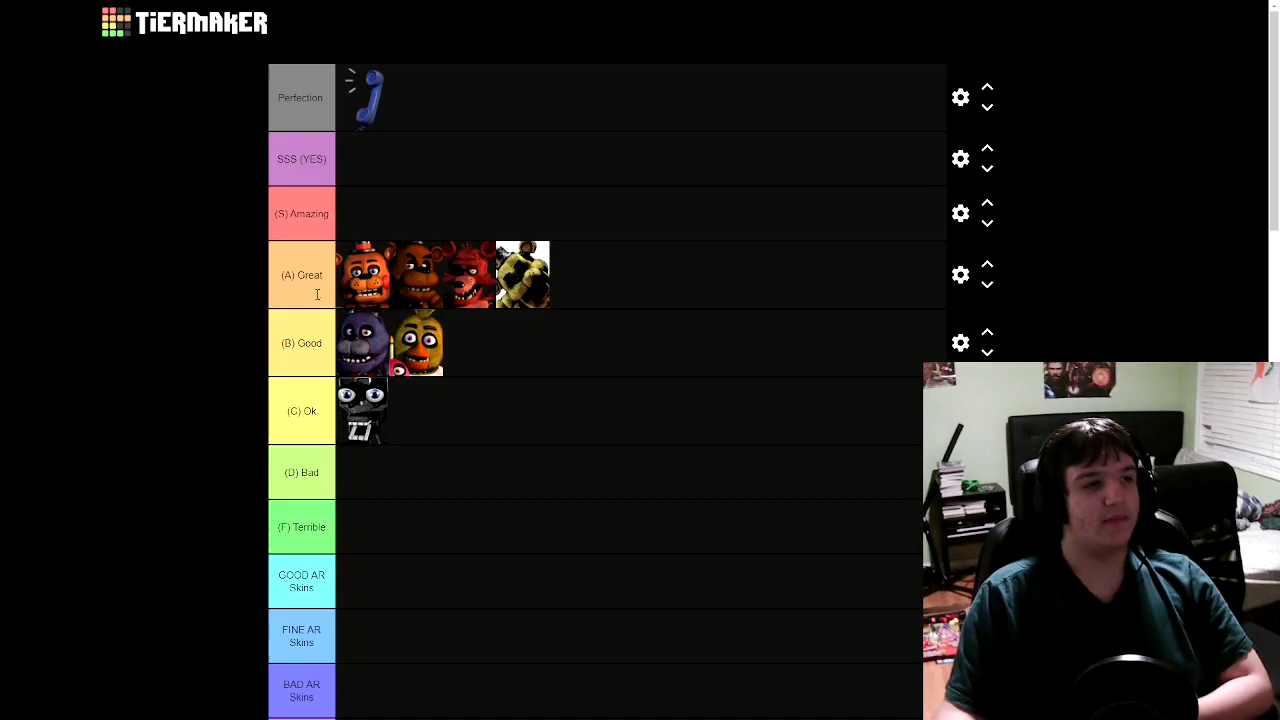 TiERMAKER
Perfection
SSS (YES)
(S) Amazing
(A) Great
(B) Good
(C) Ok
(D) Bad
(F) Terrible
GOOD AR
Skins
FINE AR
Skins
BAD AR
Skins